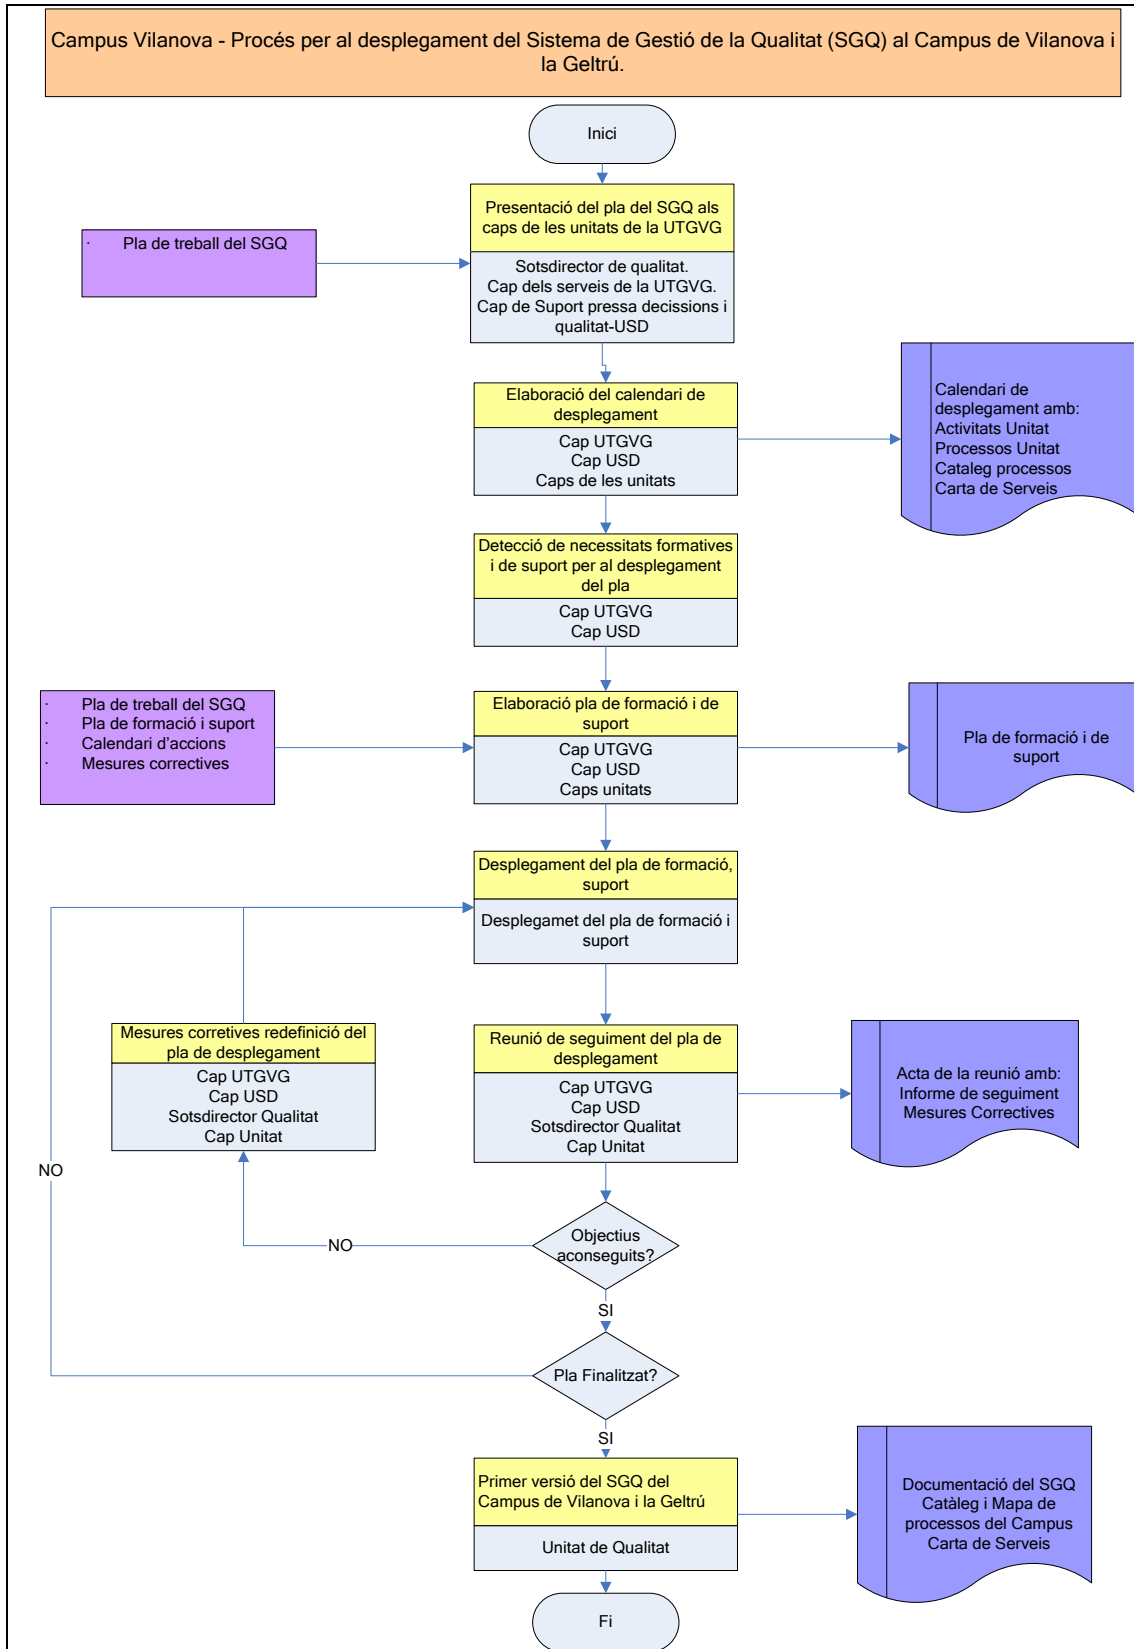 Campus Vilanova - Procés per al desplegament del Sistema de Gestió de la Qualitat (SGQ) al Campus de Vilanova i
la Geltrú.
Inici
Presentació del pla del SGQ als
caps de les unitats de la UTGVG
· Pla de treball del SGQ
Sotsdirector de qualitat.
Cap dels serveis de la UTGVG.
Cap de Suport pressa decissions i
qualitat-USD
Elaboració del calendari de
desplegament
Cap UTGVG
Cap USD
Caps de les unitats
Calendari de
desplegament amb:
Activitats Unitat
Processos Unitat
Cataleg processos
Carta de Serveis
Detecció de necessitats formatives
i de suport per al desplegament
del pla
Cap UTGVG
Cap USD
· Pla de treball del SGQ
· Pla de formació i suport
· Calendari d'accions
· Mesures correctives
Elaboració pla de formació i de
suport
Cap UTGVG
Cap USD
Caps unitats
Pla de formació i de
suport
Desplegament del pla de formació,
suport
Desplegamet del pla de formació i
suport
Mesures corretives redefinició del
pla de desplegament
Cap UTGVG
Cap USD
Sotsdirector Qualitat
Cap Unitat
Reunió de seguiment del pla de
desplegament
Cap UTGVG
Cap USD
Sotsdirector Qualitat
Cap Unitat
Acta de la reunió amb:
Informe de seguiment
Mesures Correctives
NO
Objectius
aconseguits?
NO
SI
Pla Finalitzat?
SI
Primer versió del SGQ del
Campus de Vilanova i la Geltrú
Unitat de Qualitat
Documentació del SGQ
Catàleg i Mapa de
processos del Campus
Carta de Serveis
Fi